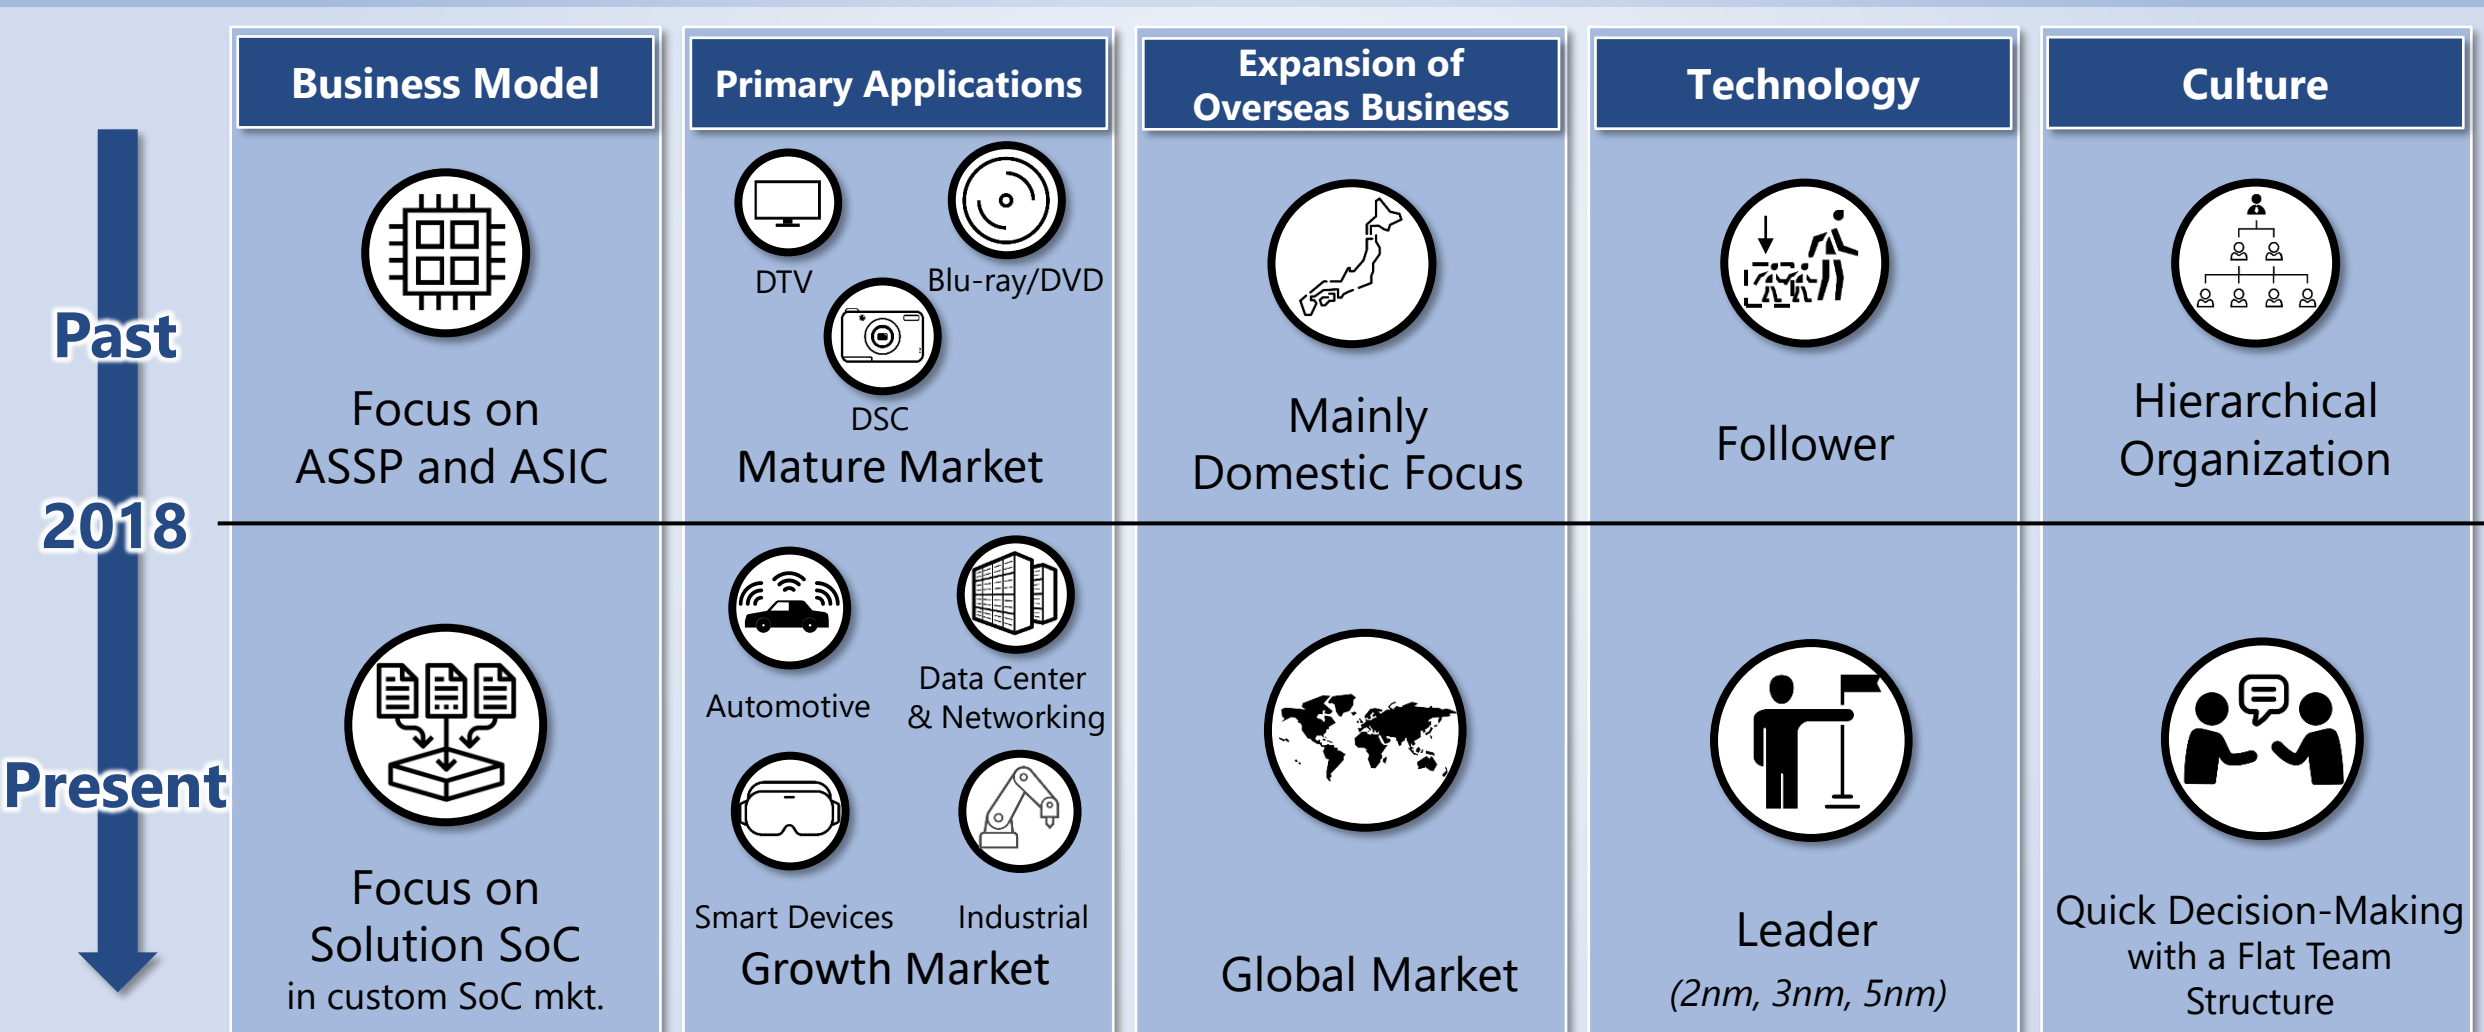 Business Model
Primary Applications
Expansion of
Overseas Business
Technology
Culture
Past
Focus on
ASSP and ASIC
DTV
Blu-ray/DVD
DSC
Mature Market
Mainly
Domestic Focus
Follower
Hierarchical
Organization
2018
Present
Focus on
Solution SoC
in custom SoC mkt.
Automotive
Data Center
& Networking
Smart Devices
Industrial
Growth Market
Global Market
Leader
(2nm, 3nm, 5nm)
Quick Decision-Making
with a Flat Team
Structure